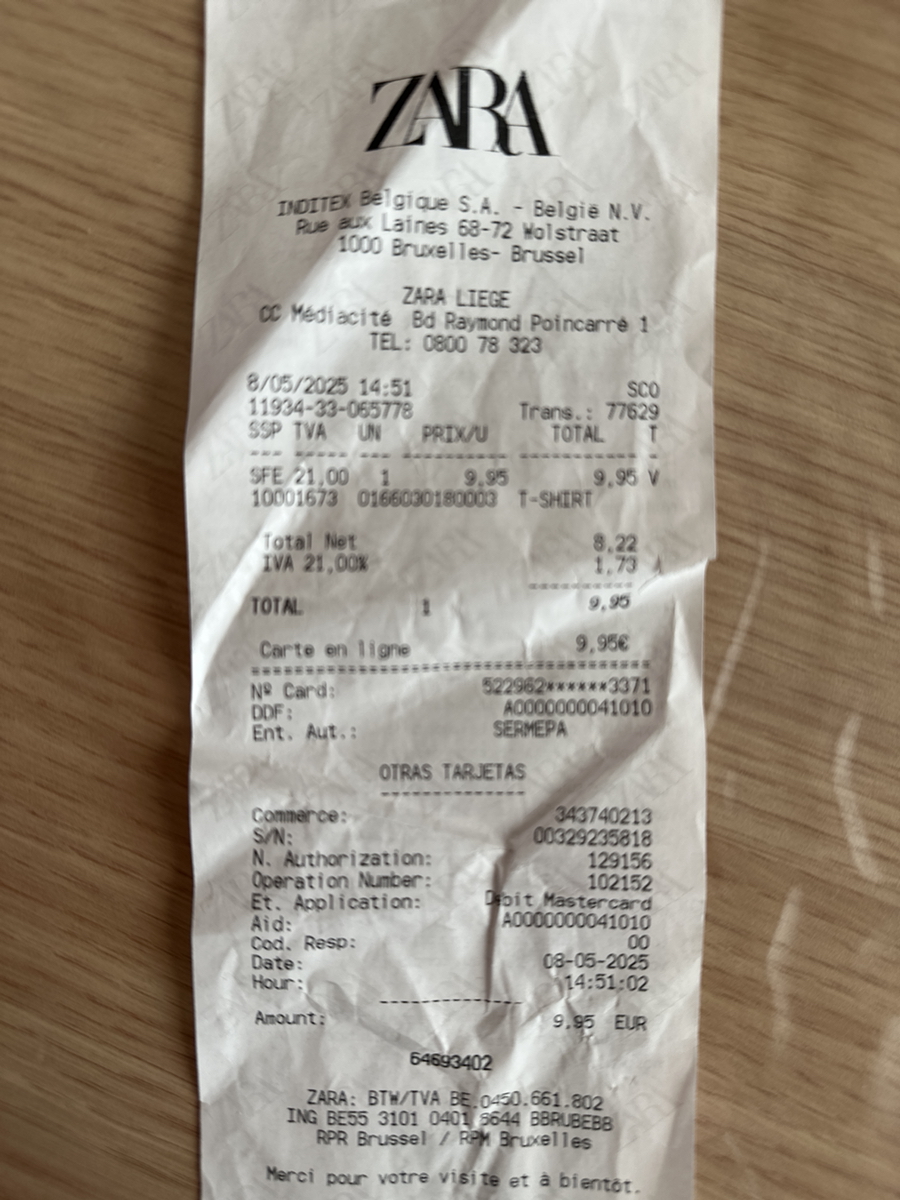 ZARA
INDITEX Belgique S.A. - België N.V.
Rue aux Laines 68-72 Wolstraat
1000 Bruxelles- Brussel
ZARA LIEGE
CC Médiacité Bd Raymond Poincarré 1
TEL: 0800 78 323
8/05/2025 14:51 SCO
11934-33-065778 Trans.: 77629
SSP TVA UN PRIX/U TOTAL T
--- ----- --- ---------- ----------- ---
SFE 21,00 1 9,95 9,95 V
10001673 0166030180003 T-SHIRT
Total Net 8,22
IVA 21,00% 1,73
----------
TOTAL 1 9,95
Carte en ligne 9,95€
========================================
Nº Card: 522962******3371
DDF: A0000000041010
Ent. Aut.: SERMEPA
OTRAS TARJETAS
--------------
Commerce: 343740213
S/N: 00329235818
N. Authorization: 129156
Operation Number: 102152
Et. Application: Debit Mastercard
Aid: A0000000041010
Cod. Resp: 00
Date: 08-05-2025
Hour: 14:51:02
--------------
Amount: 9,95 EUR
64693402
ZARA: BTW/TVA BE.0450.661.802
ING BE55 3101 0401 6644 BBRUBEBB
RPR Brussel / RPM Bruxelles
Merci pour votre visite et à bientôt.